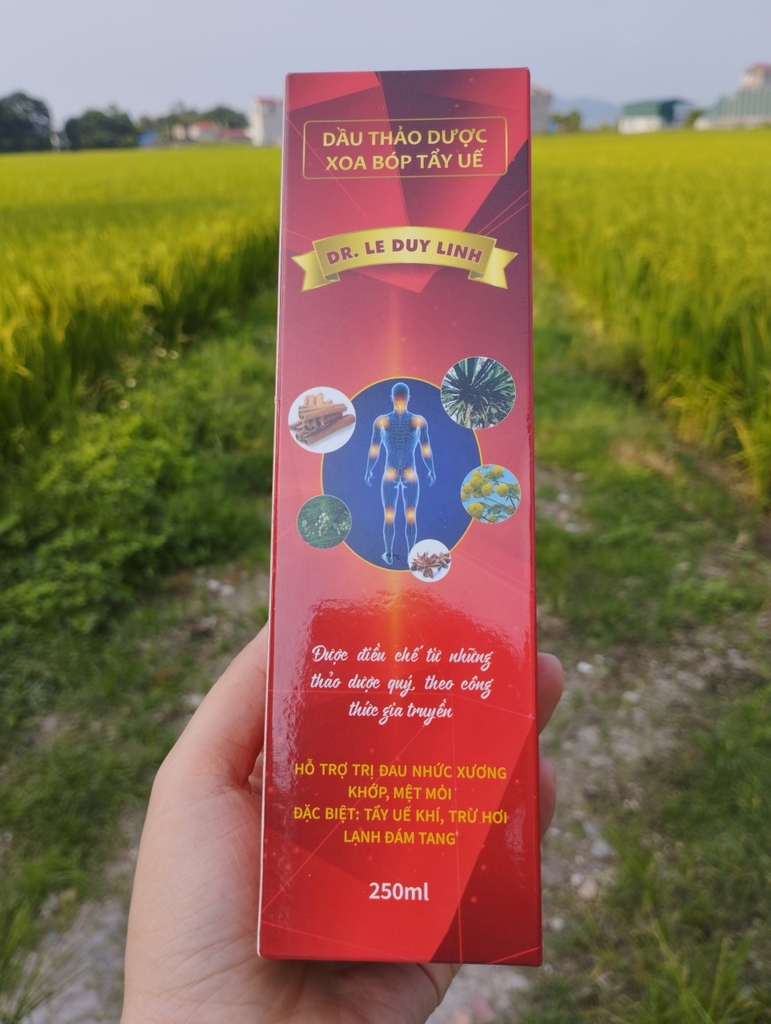 DẦU THẢO DƯỢC
XOA BÓP TẨY UẾ
DR. LE DUY LINH
Được điều chế từ những
thảo dược quý, theo công
thức gia truyền
HỖ TRỢ TRỊ ĐAU NHỨC XƯƠNG
KHỚP, MỆT MỎI
ĐẶC BIỆT: TẨY UẾ KHÍ, TRỪ HƠI
LẠNH ĐÁM TANG
250ml